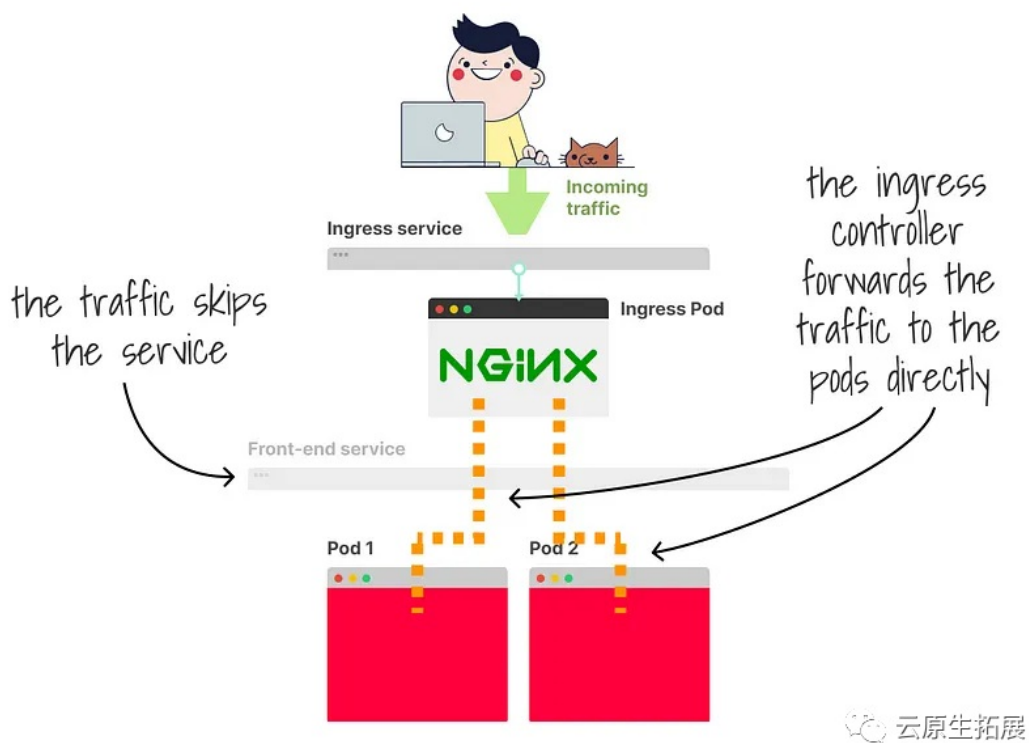 Incoming
traffic
Ingress service
the ingress
controller
forwards the
traffic to the
pods directly
the traffic skips
the service
Ingress Pod
NGINX
Front-end service
Pod 1
Pod 2
云原生拓展